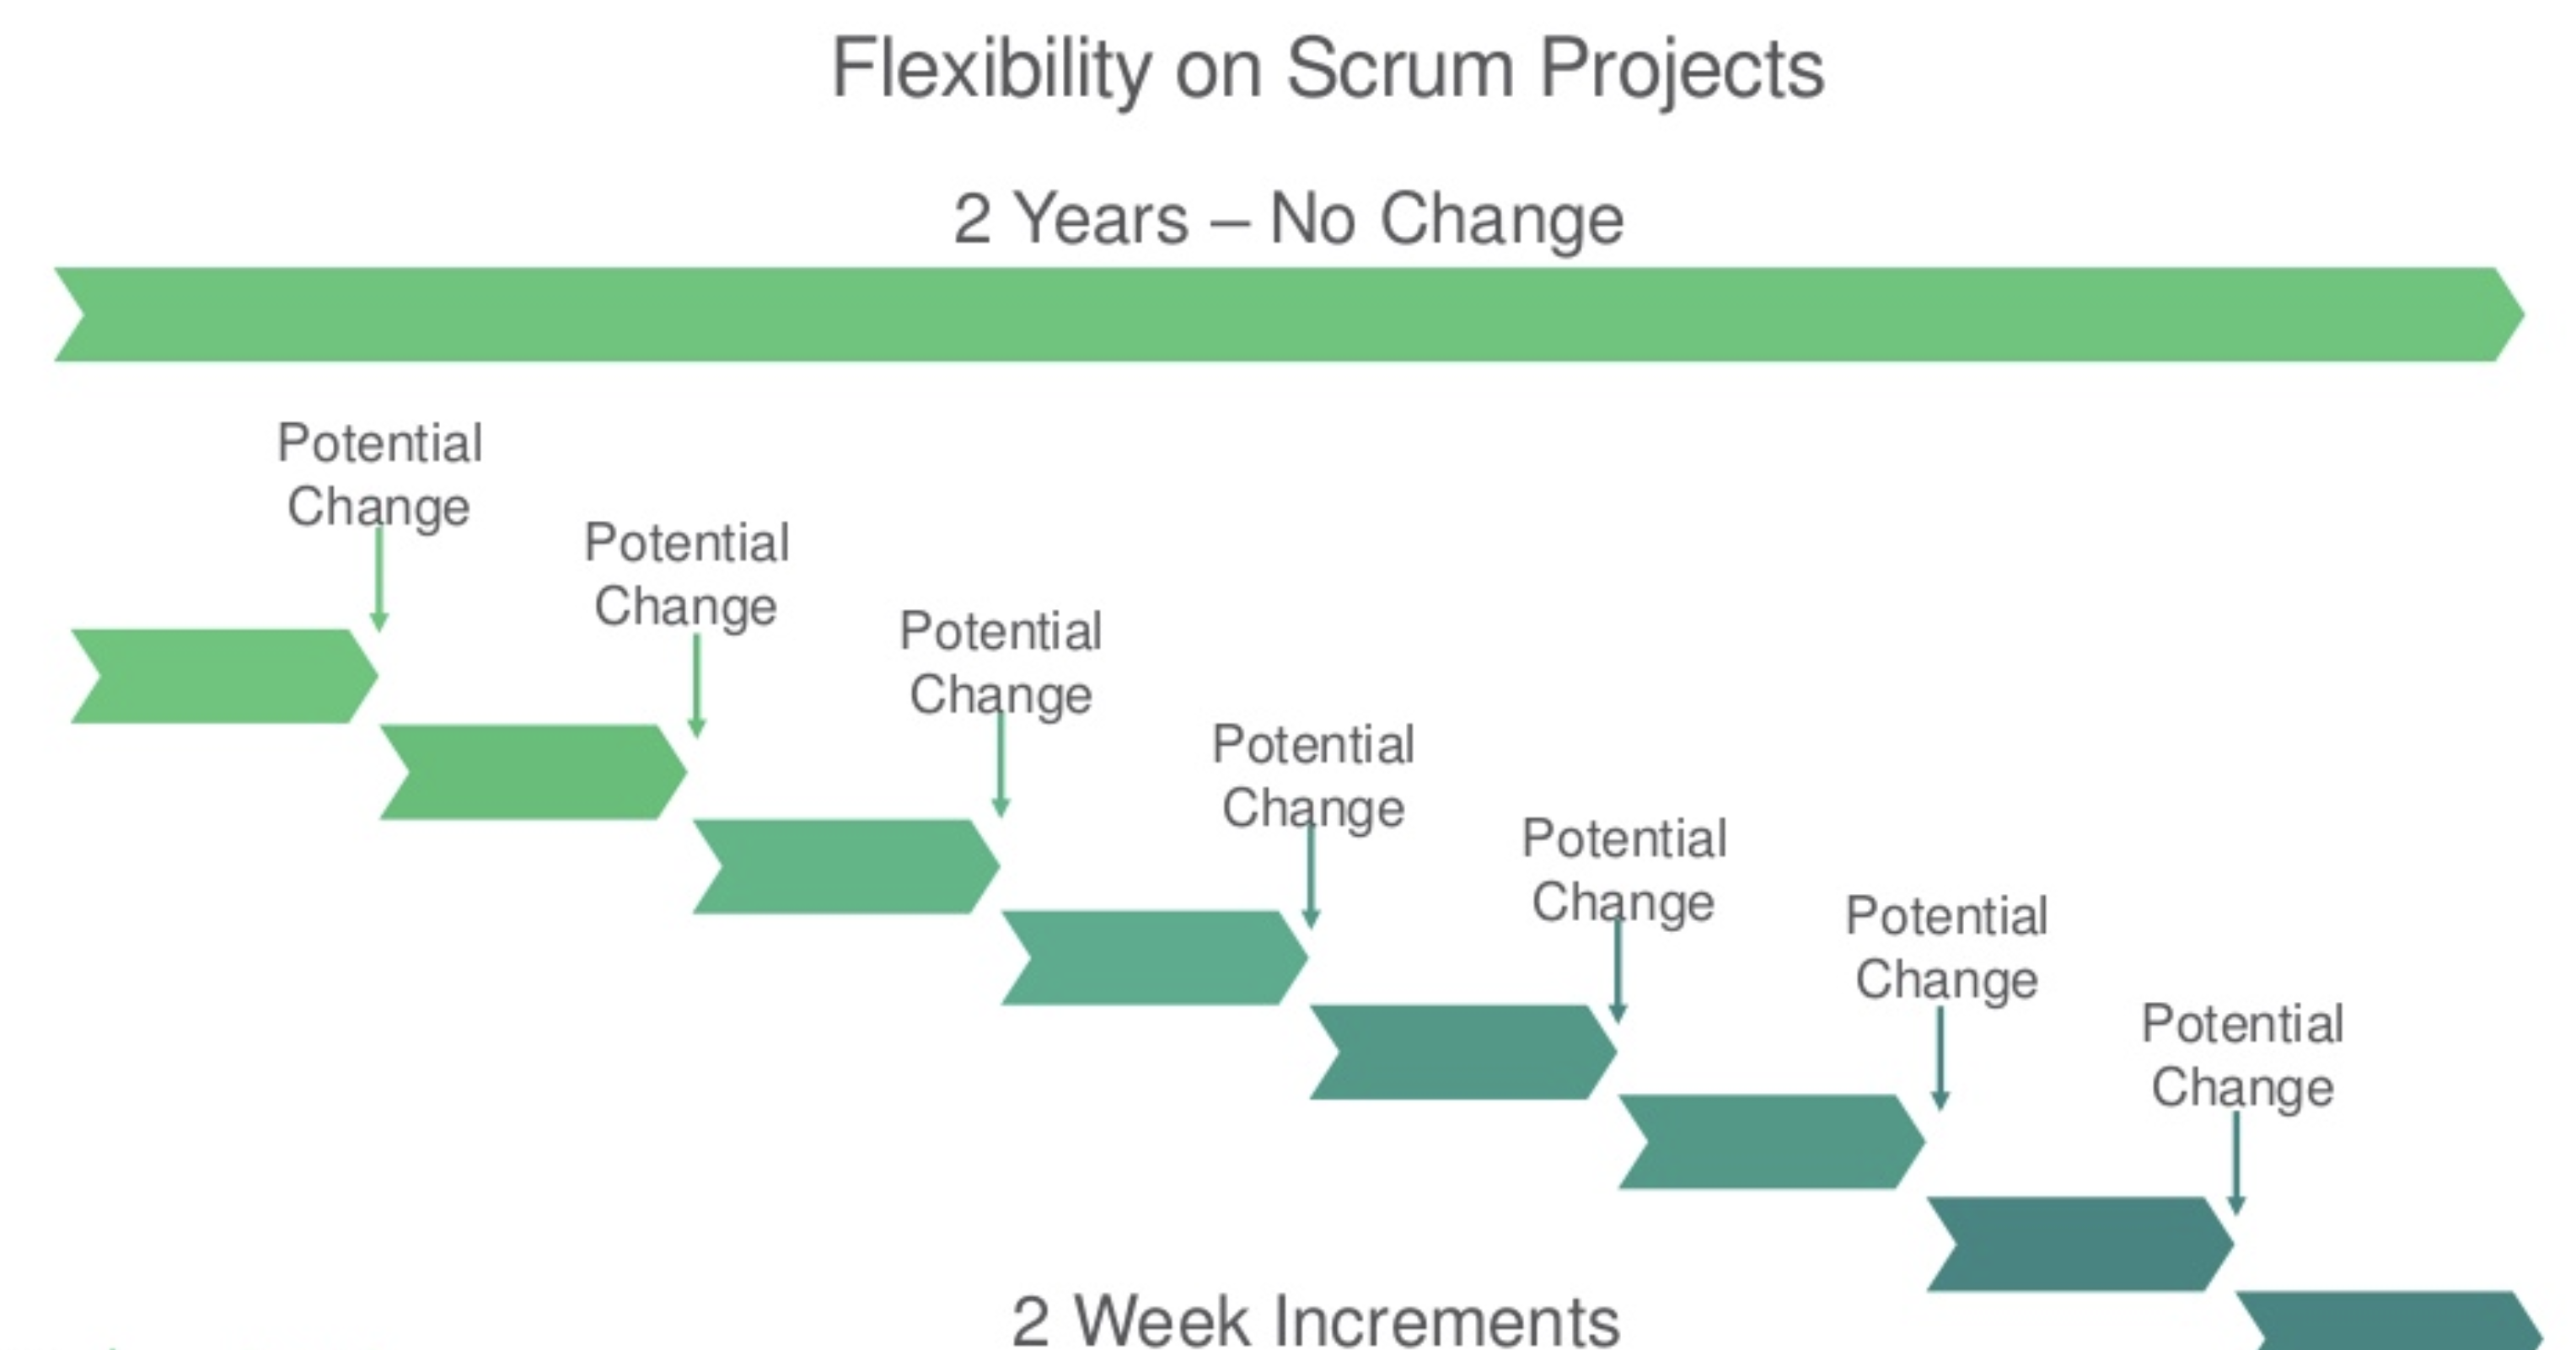 Flexibility on Scrum Projects
2 Years – No Change
Potential
Change
Potential
Change
Potential
Change
Potential
Change
Potential
Change
Potential
Change
Potential
Change
2 Week Increments